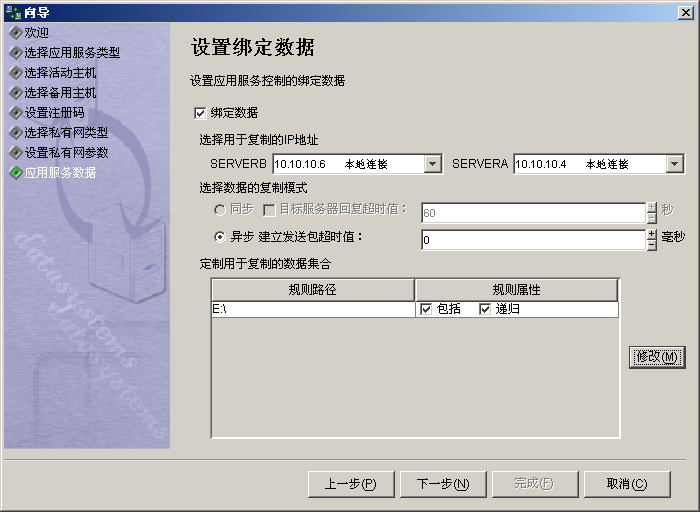 向导
欢迎
选择应用服务类型
选择活动主机
选择备用主机
设置注册码
选择私有网类型
设置私有网参数
应用服务数据
datasystems
datasystems
设置绑定数据
设置应用服务控制的绑定数据
绑定数据
选择用于复制的IP地址
SERVERB 10.10.10.6 本地连接 SERVERA 10.10.10.4 本地连接
选择数据的复制模式
同步 目标服务器回复超时值： 60 秒
异步 建立发送包超时值： 0 毫秒
定制用于复制的数据集合
规则路径 规则属性
E:\ 包括 递归
修改(M)
上一步(P) 下一步(N) 完成(F) 取消(C)